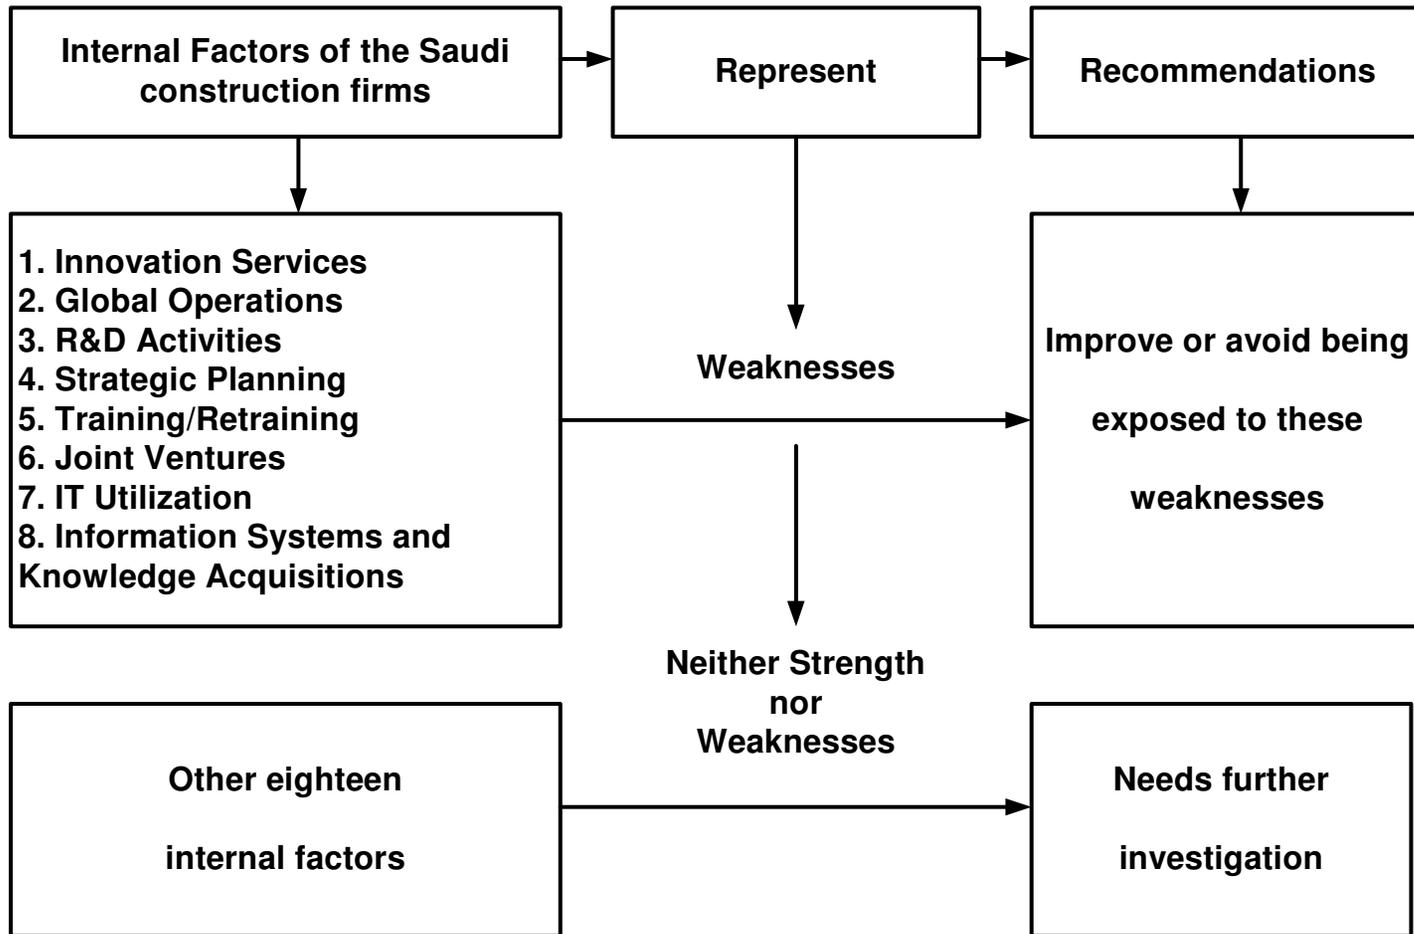 Internal Factors of the Saudi
construction firms
Represent
Recommendations
1. Innovation Services
2. Global Operations
3. R&D Activities
4. Strategic Planning
5. Training/Retraining
6. Joint Ventures
7. IT Utilization
8. Information Systems and
Knowledge Acquisitions
Weaknesses
Improve or avoid being
exposed to these
weaknesses
Neither Strength
nor
Weaknesses
Other eighteen
internal factors
Needs further
investigation